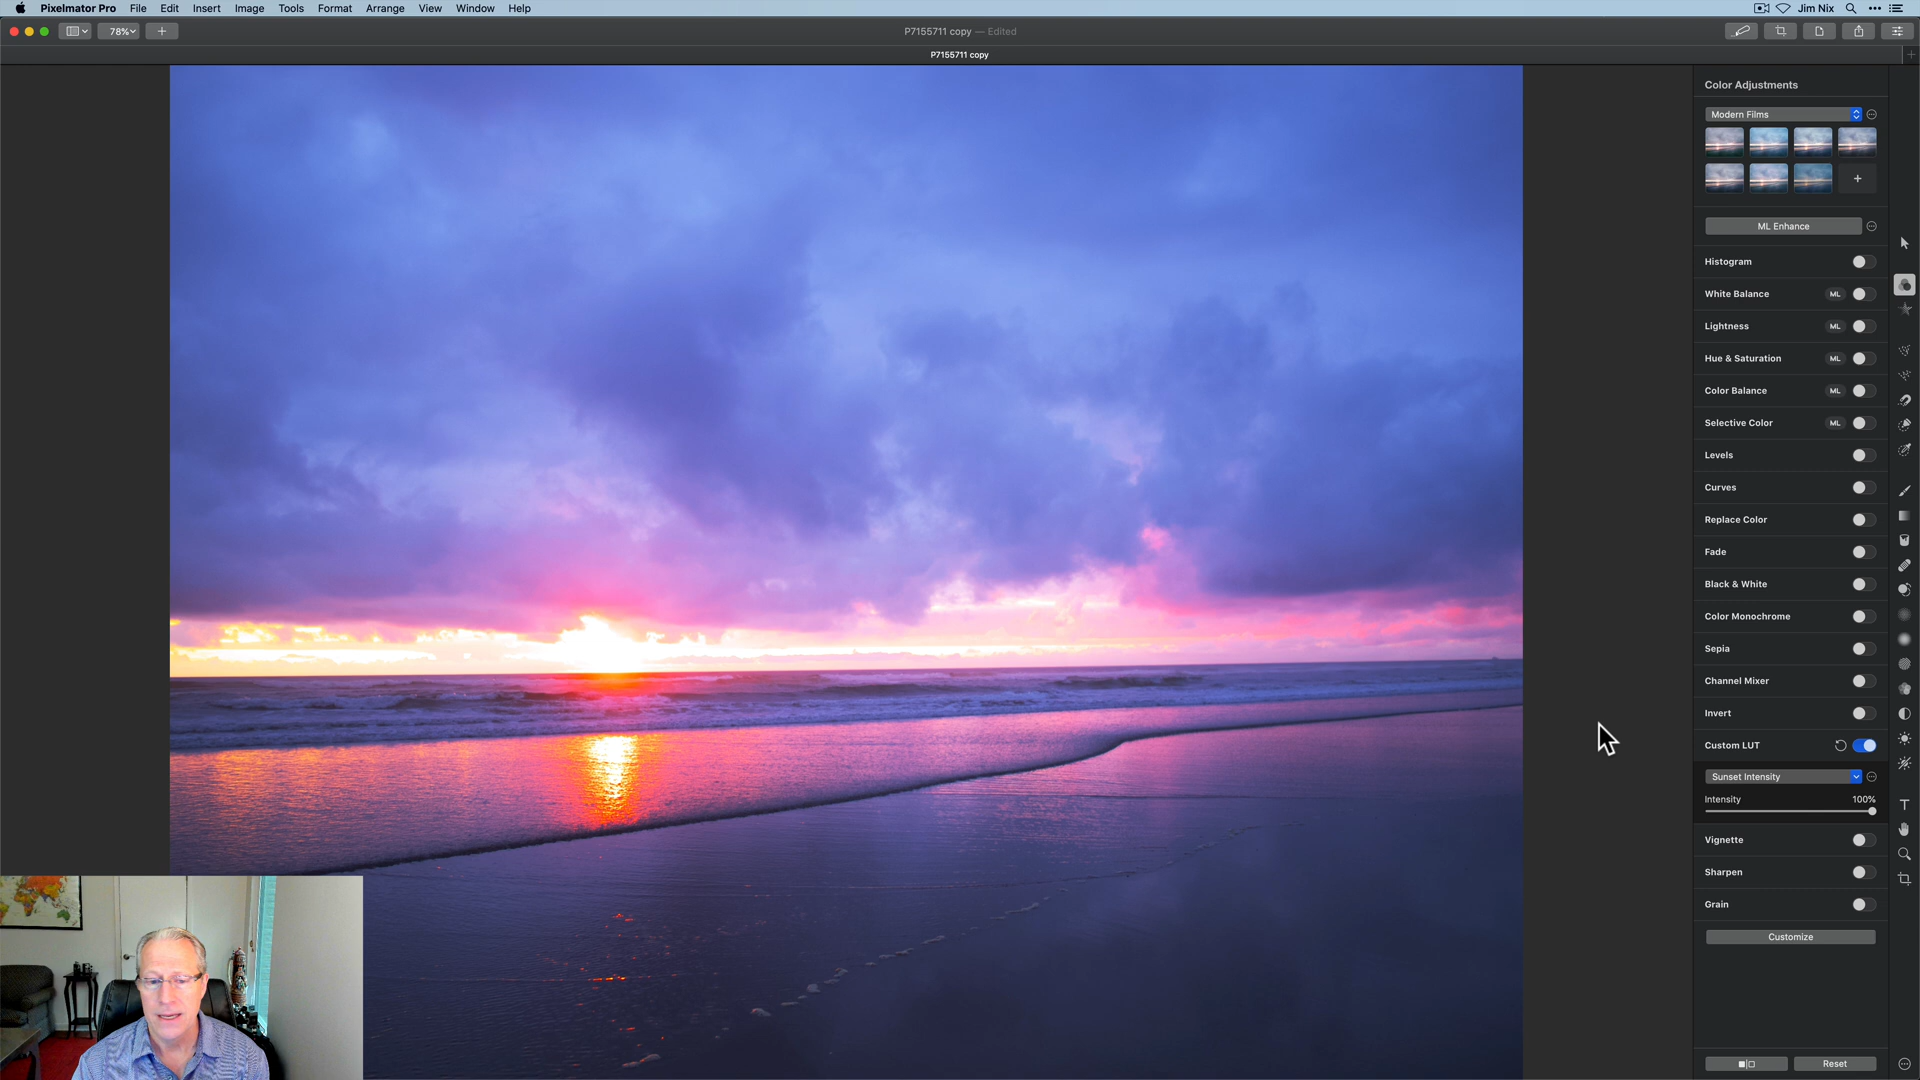 Pixelmator Pro File Edit Insert Image Tools Format Arrange View Window Help Jim Nix
78% P7155711 copy — Edited
P7155711 copy
Color Adjustments
Modern Films
ML Enhance
Histogram
White Balance ML
Lightness ML
Hue & Saturation ML
Color Balance ML
Selective Color ML
Levels
Curves
Replace Color
Fade
Black & White
Color Monochrome
Sepia
Channel Mixer
Invert
Custom LUT
Sunset Intensity
Intensity 100%
Vignette
Sharpen
Grain
Customize
Reset